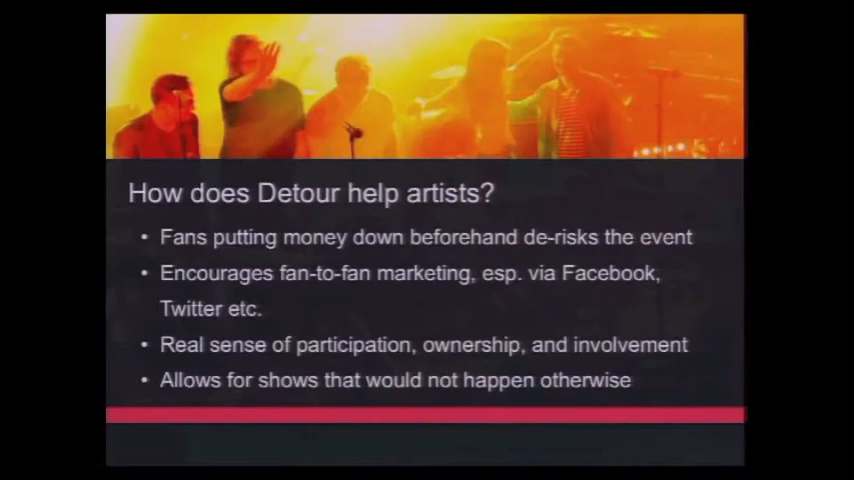 How does Detour help artists?
• Fans putting money down beforehand de-risks the event
• Encourages fan-to-fan marketing, esp. via Facebook,
Twitter etc.
• Real sense of participation, ownership, and involvement
• Allows for shows that would not happen otherwise